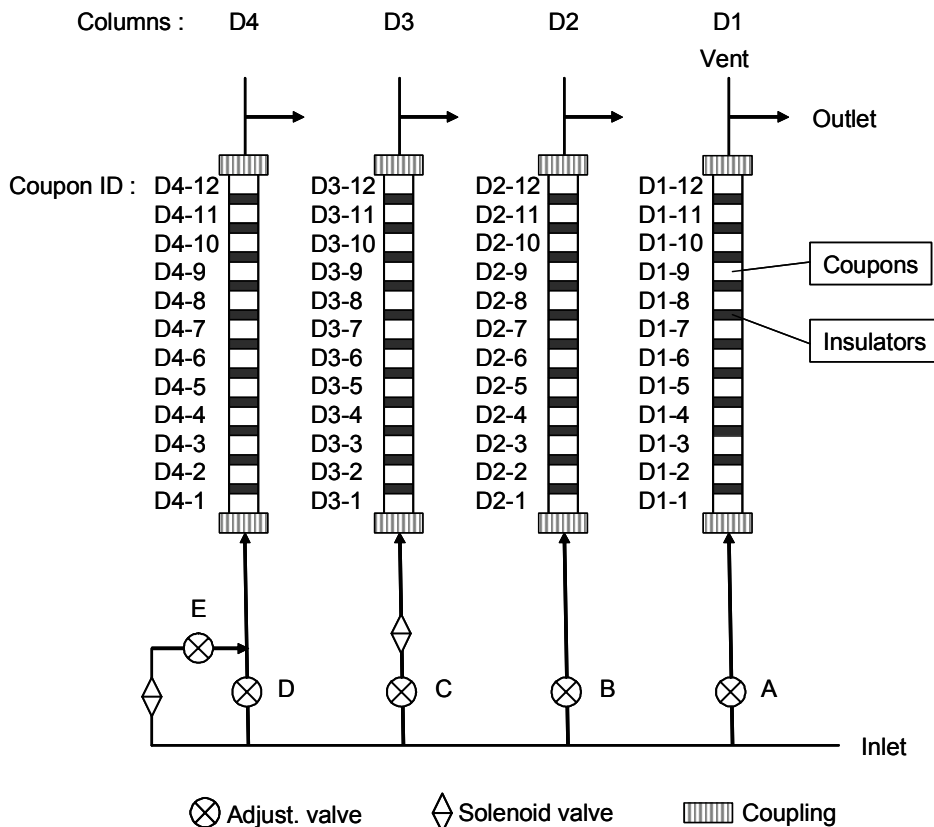 Columns : D4 D3 D2 D1
Vent
Outlet
Coupon ID : D4-12 D3-12 D2-12 D1-12
D4-11 D3-11 D2-11 D1-11
D4-10 D3-10 D2-10 D1-10
D4-9 D3-9 D2-9 D1-9
Coupons
D4-8 D3-8 D2-8 D1-8
D4-7 D3-7 D2-7 D1-7
Insulators
D4-6 D3-6 D2-6 D1-6
D4-5 D3-5 D2-5 D1-5
D4-4 D3-4 D2-4 D1-4
D4-3 D3-3 D2-3 D1-3
D4-2 D3-2 D2-2 D1-2
D4-1 D3-1 D2-1 D1-1
E
D C B A
Inlet
Adjust. valve Solenoid valve Coupling